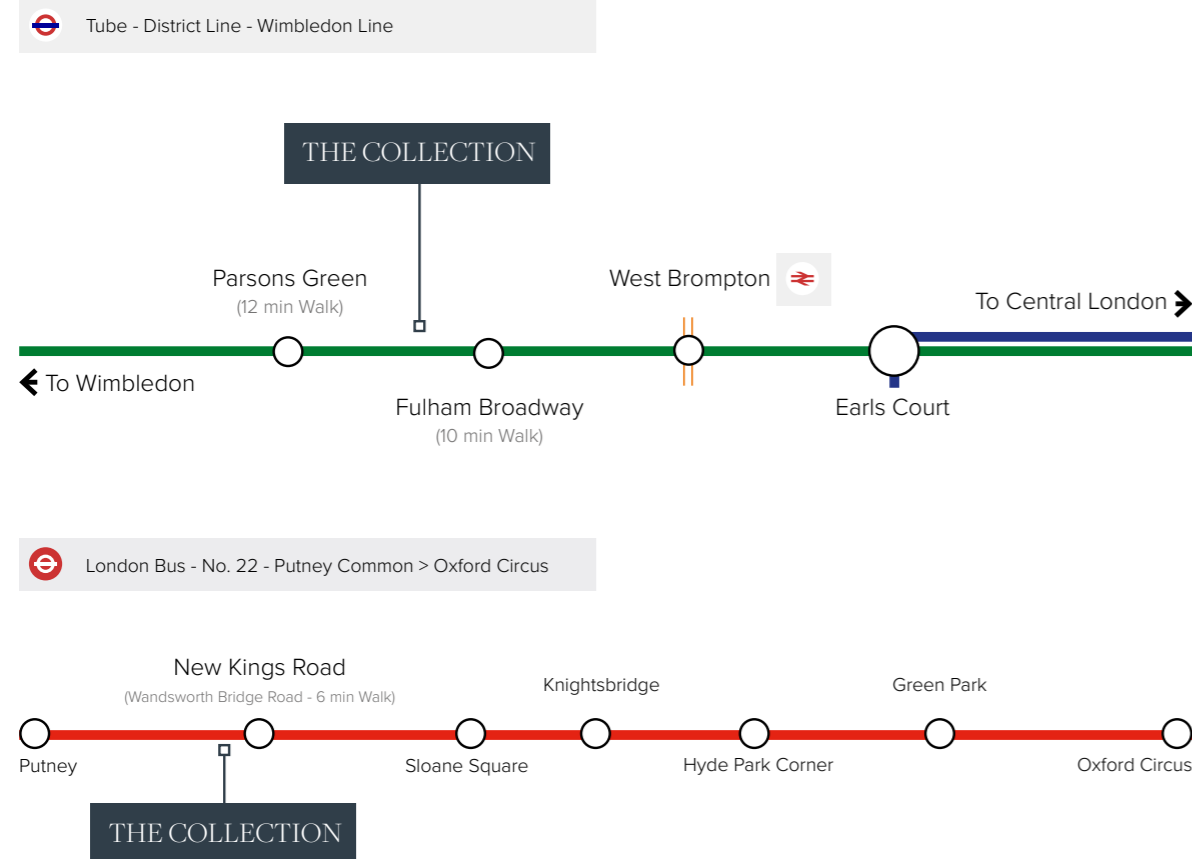 Tube - District Line - Wimbledon Line
THE COLLECTION
Parsons Green
(12 min Walk)
West Brompton
To Central London
To Wimbledon
Fulham Broadway
(10 min Walk)
Earls Court
London Bus - No. 22 - Putney Common > Oxford Circus
New Kings Road
(Wandsworth Bridge Road - 6 min Walk)
Knightsbridge
Green Park
Putney
Sloane Square
Hyde Park Corner
Oxford Circus
THE COLLECTION